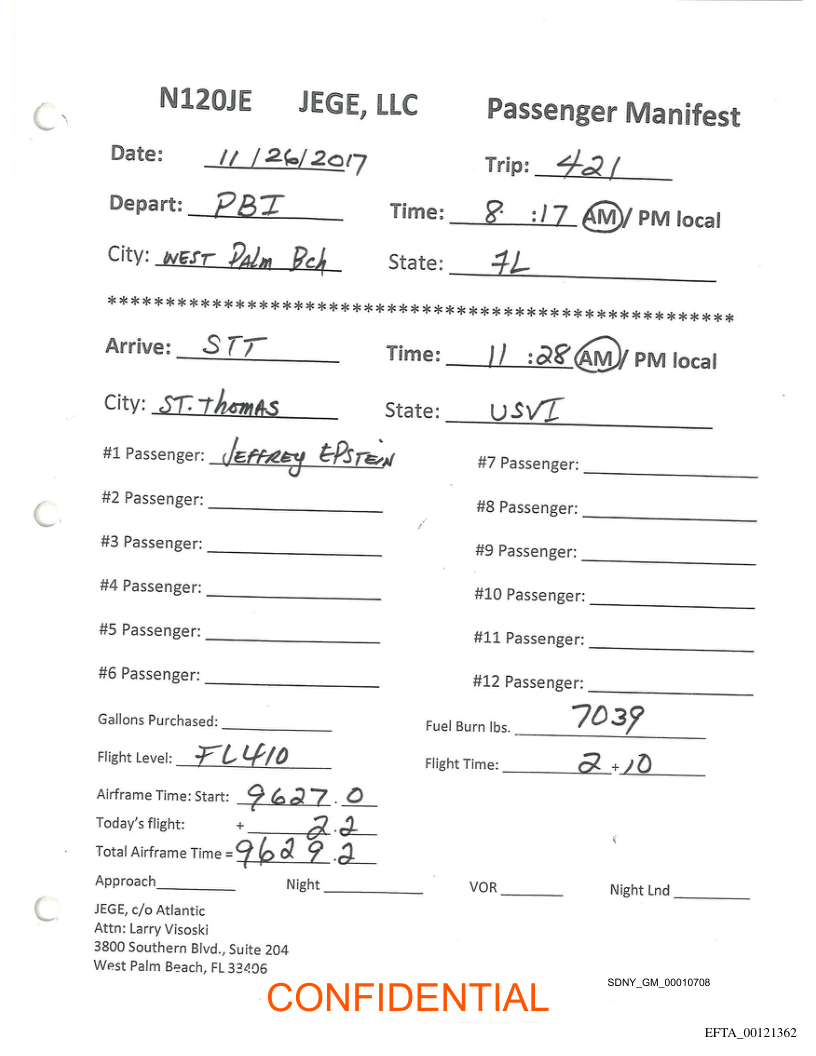 N120JE JEGE, LLC Passenger Manifest
Date: 11/26/2017 Trip: 421
Depart: PBI Time: 8 :17 AM/ PM local
City: WEST PALM Bch State: FL
******************************************************
Arrive: STT Time: 11 :28 AM/ PM local
City: ST. THOMAS State: USVI
#1 Passenger: JEFFREY EPSTEIN #7 Passenger:
#2 Passenger: #8 Passenger:
#3 Passenger: #9 Passenger:
#4 Passenger: #10 Passenger:
#5 Passenger: #11 Passenger:
#6 Passenger: #12 Passenger:
Gallons Purchased: Fuel Burn lbs. 7039
Flight Level: FL410 Flight Time: 2 + 10
Airframe Time: Start: 9627.0
Today's flight: + 2.2
Total Airframe Time = 9629.2
Approach Night VOR Night Lnd
JEGE, c/o Atlantic
Attn: Larry Visoski
3800 Southern Blvd., Suite 204
West Palm Beach, FL 33406
SDNY_GM_00010708
CONFIDENTIAL
EFTA_00121362